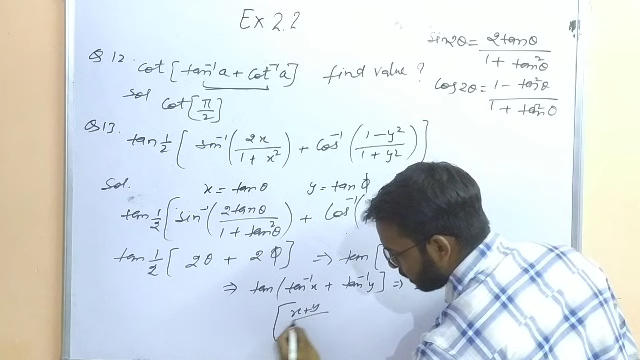 Ex 2.2
sin2θ = 2tanθ / 1 + tan²θ
cos2θ = 1 - tan²θ / 1 + tan²θ
Q 12. cot [tan⁻¹a + cot⁻¹a] find value?
Sol cot [π/2]
Q 13. tan 1/2 [ sin⁻¹ (2x / 1 + x²) + cos⁻¹ (1 - y² / 1 + y²) ]
Sol. x = tanθ y = tan ϕ
tan 1/2 [ sin⁻¹ (2tanθ / 1 + tan²θ) + cos⁻¹ (
tan 1/2 [ 2θ + 2ϕ ] ⇒ tan [
⇒ tan (tan⁻¹x + tan⁻¹y ] ⇒
[ x+y